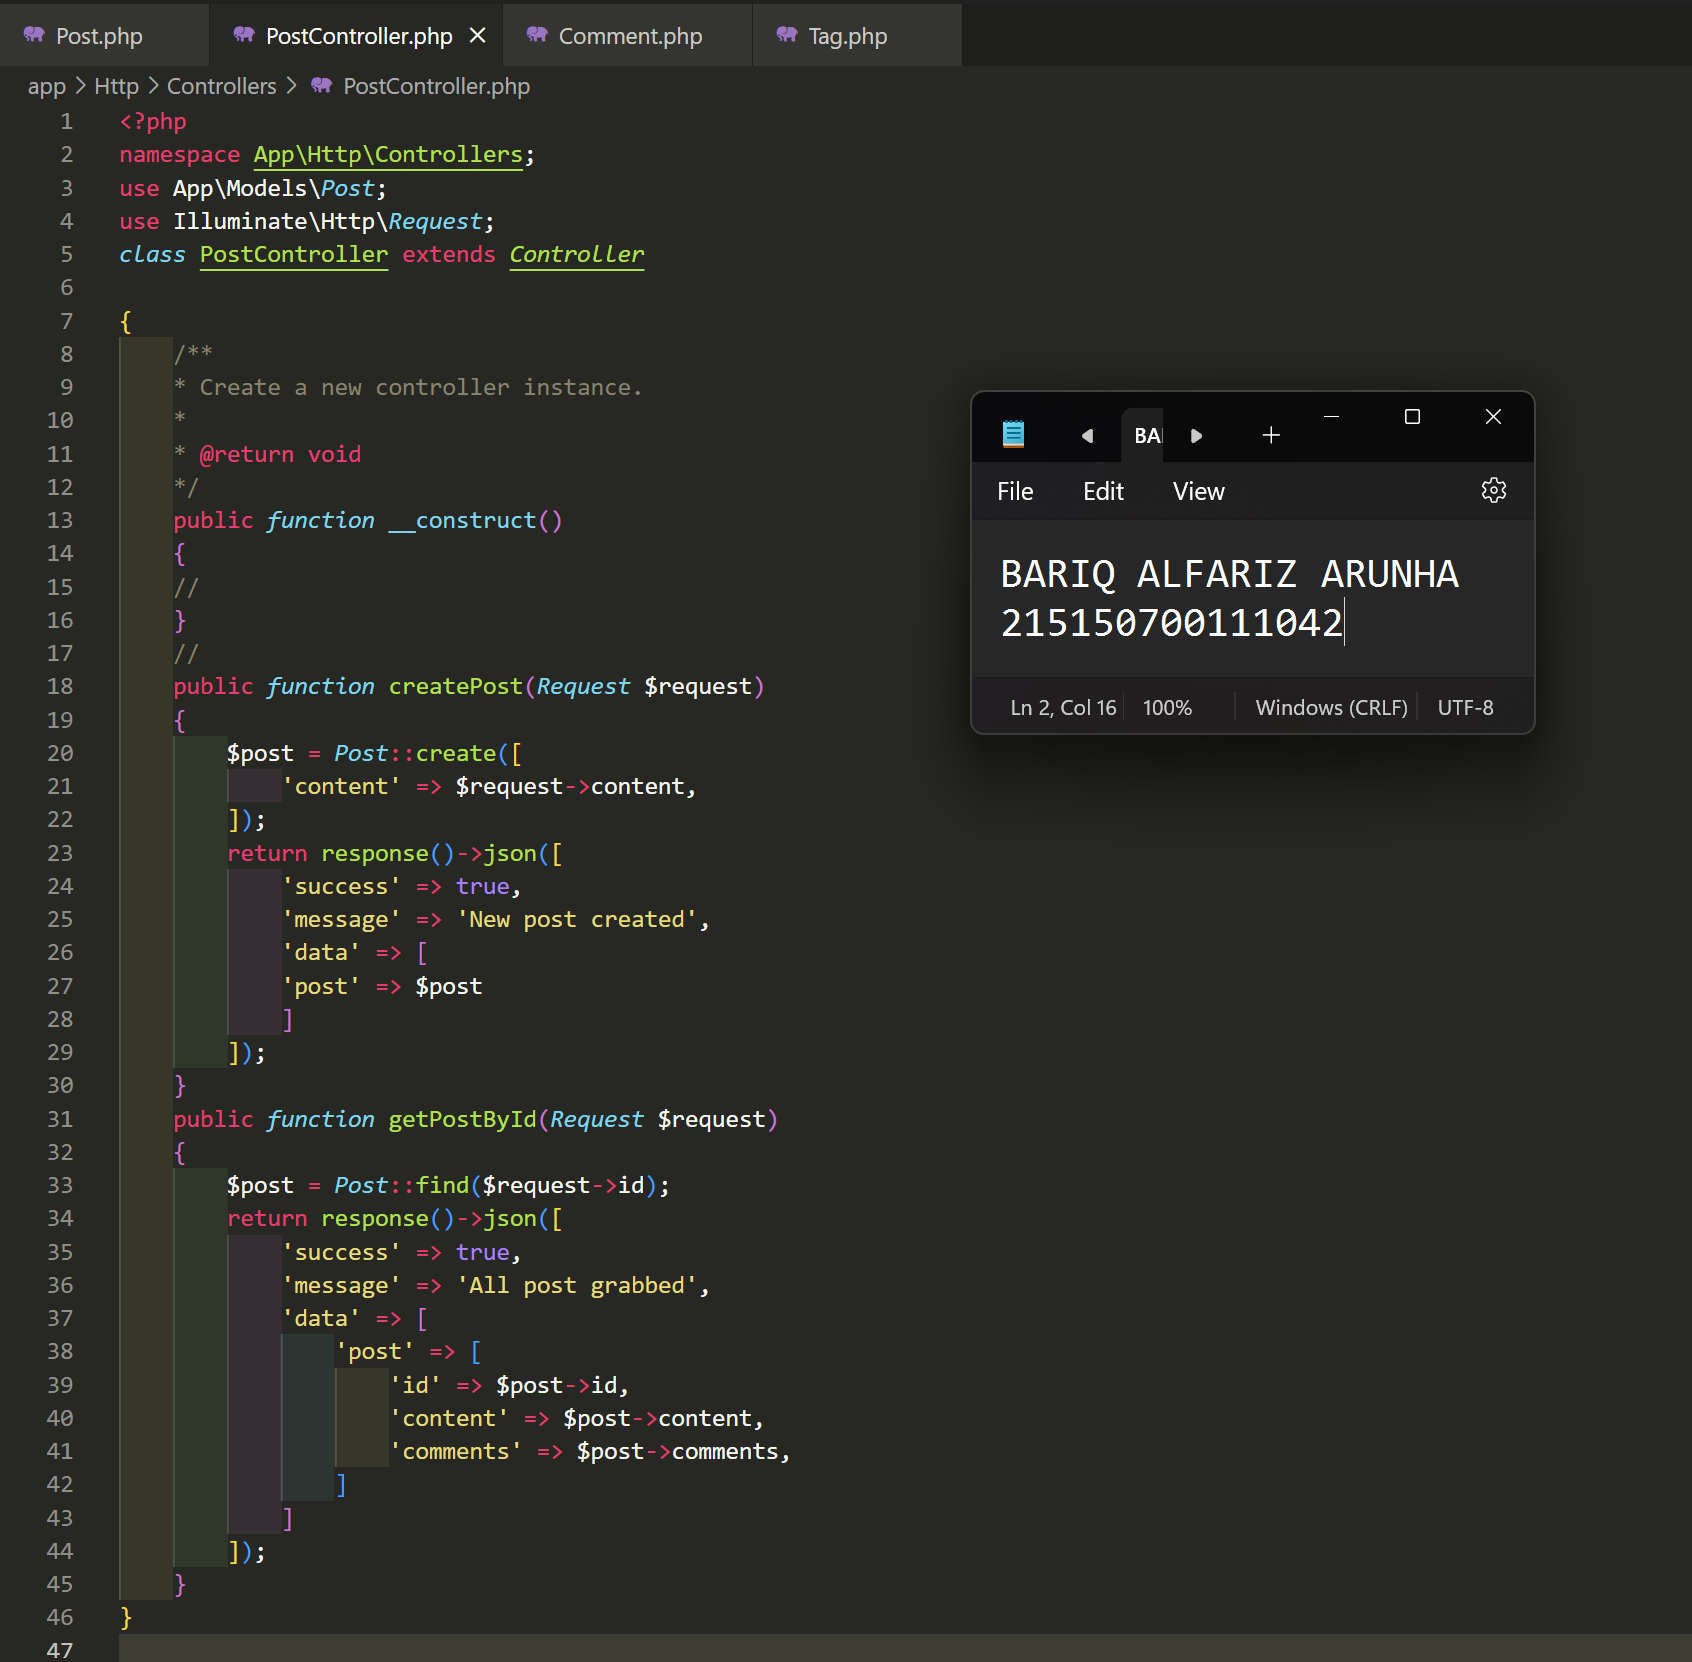 Post.php
PostController.php
Comment.php
Tag.php
app > Http > Controllers > PostController.php
1 <?php
2 namespace App\Http\Controllers;
3 use App\Models\Post;
4 use Illuminate\Http\Request;
5 class PostController extends Controller
6
7 {
8     /**
9     * Create a new controller instance.
10     *
11     * @return void
12     */
13     public function __construct()
14     {
15     //
16     }
17     //
18     public function createPost(Request $request)
19     {
20         $post = Post::create([
21             'content' => $request->content,
22         ]);
23         return response()->json([
24             'success' => true,
25             'message' => 'New post created',
26             'data' => [
27             'post' => $post
28             ]
29         ]);
30     }
31     public function getPostById(Request $request)
32     {
33         $post = Post::find($request->id);
34         return response()->json([
35             'success' => true,
36             'message' => 'All post grabbed',
37             'data' => [
38                 'post' => [
39                     'id' => $post->id,
40                     'content' => $post->content,
41                     'comments' => $post->comments,
42                 ]
43             ]
44         ]);
45     }
46 }
47
BA
File Edit View
BARIQ ALFARIZ ARUNHA
215150700111042
Ln 2, Col 16 100% Windows (CRLF) UTF-8